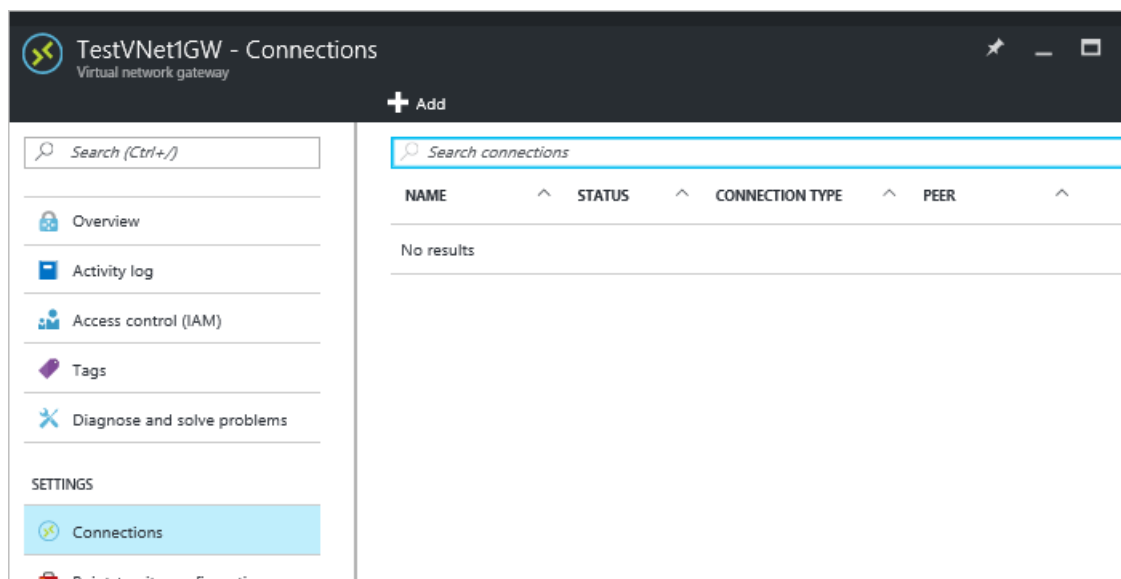 TestVNet1GW - Connections
Virtual network gateway
Add
Search (Ctrl+/)
Overview
Activity log
Access control (IAM)
Tags
Diagnose and solve problems
SETTINGS
Connections
Search connections
NAME STATUS CONNECTION TYPE PEER
No results